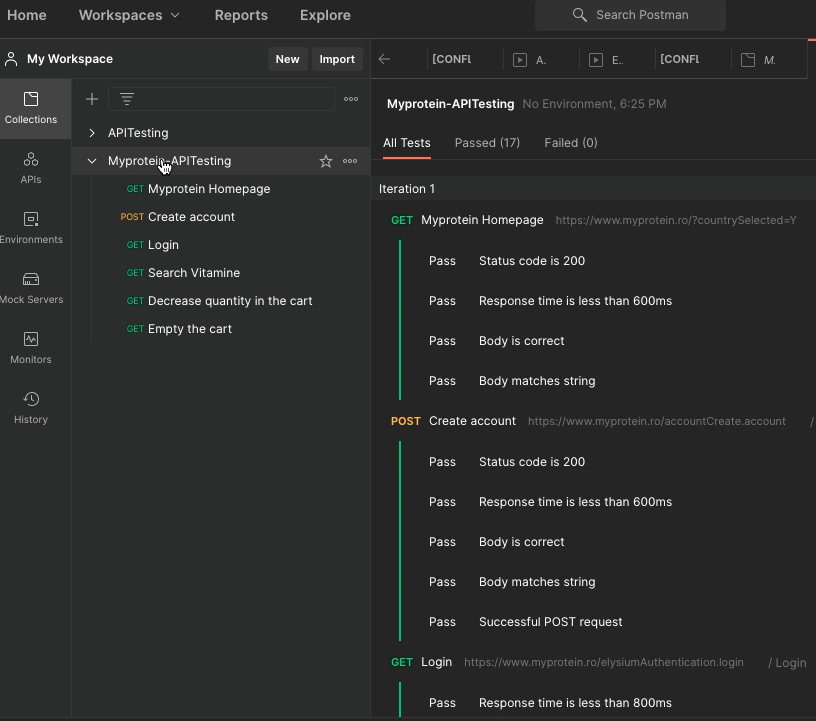 Home Workspaces Reports Explore Search Postman
My Workspace New Import
[CONFL A. E.. [CONFL M.
Collections
APIs
Environments
Mock Servers
Monitors
History
APITesting
Myprotein-APITesting
GET Myprotein Homepage
POST Create account
GET Login
GET Search Vitamine
GET Decrease quantity in the cart
GET Empty the cart
Myprotein-APITesting No Environment, 6:25 PM
All Tests Passed (17) Failed (0)
Iteration 1
GET Myprotein Homepage https://www.myprotein.ro/?countrySelected=Y
Pass Status code is 200
Pass Response time is less than 600ms
Pass Body is correct
Pass Body matches string
POST Create account https://www.myprotein.ro/accountCreate.account /
Pass Status code is 200
Pass Response time is less than 600ms
Pass Body is correct
Pass Body matches string
Pass Successful POST request
GET Login https://www.myprotein.ro/elysiumAuthentication.login / Login
Pass Response time is less than 800ms